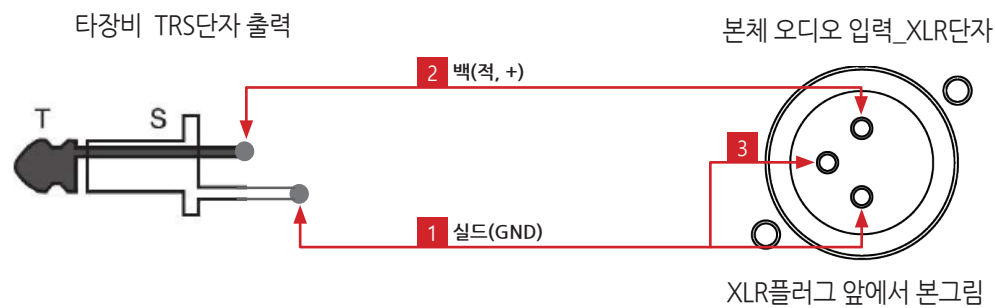 타장비 TRS단자 출력
본체 오디오 입력_XLR단자
2 백(적, +)
T S
3
1 실드(GND)
XLR플러그 앞에서 본그림